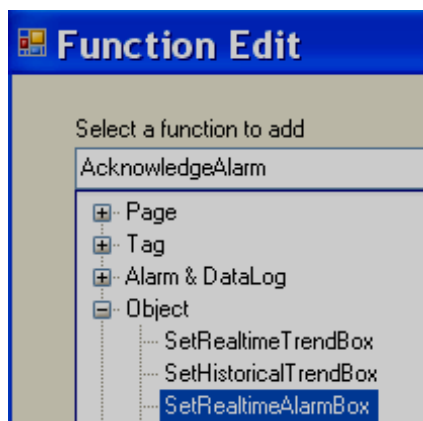 Function Edit
Select a function to add
AcknowledgeAlarm
Page
Tag
Alarm & DataLog
Object
SetRealtimeTrendBox
SetHistoricalTrendBox
SetRealtimeAlarmBox